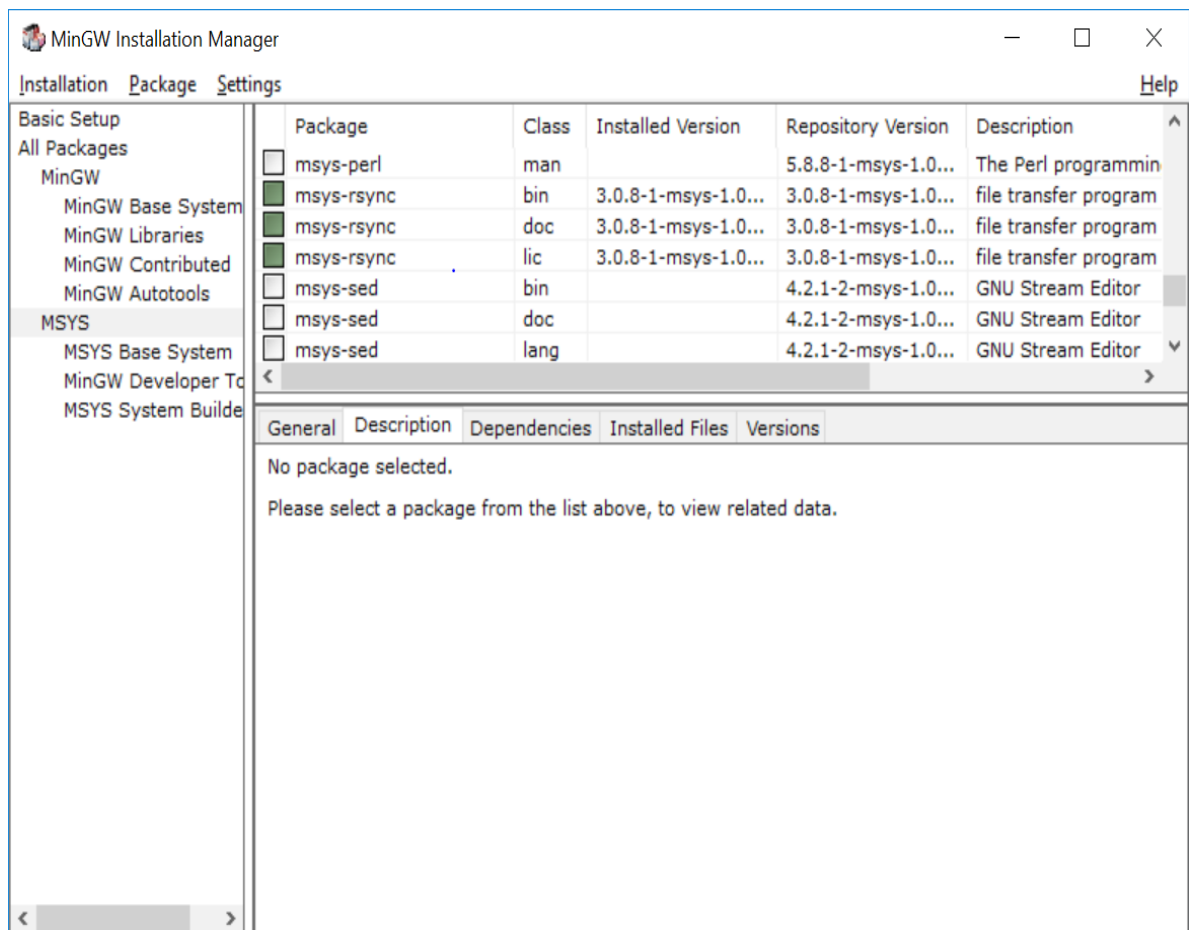 MinGW Installation Manager
Installation Package Settings Help
Basic Setup
All Packages
MinGW
MinGW Base System
MinGW Libraries
MinGW Contributed
MinGW Autotools
MSYS
MSYS Base System
MinGW Developer To
MSYS System Builde
Package Class Installed Version Repository Version Description
msys-perl man 5.8.8-1-msys-1.0... The Perl programmin
msys-rsync bin 3.0.8-1-msys-1.0... 3.0.8-1-msys-1.0... file transfer program
msys-rsync doc 3.0.8-1-msys-1.0... 3.0.8-1-msys-1.0... file transfer program
msys-rsync lic 3.0.8-1-msys-1.0... 3.0.8-1-msys-1.0... file transfer program
msys-sed bin 4.2.1-2-msys-1.0... GNU Stream Editor
msys-sed doc 4.2.1-2-msys-1.0... GNU Stream Editor
msys-sed lang 4.2.1-2-msys-1.0... GNU Stream Editor
General Description Dependencies Installed Files Versions
No package selected.
Please select a package from the list above, to view related data.